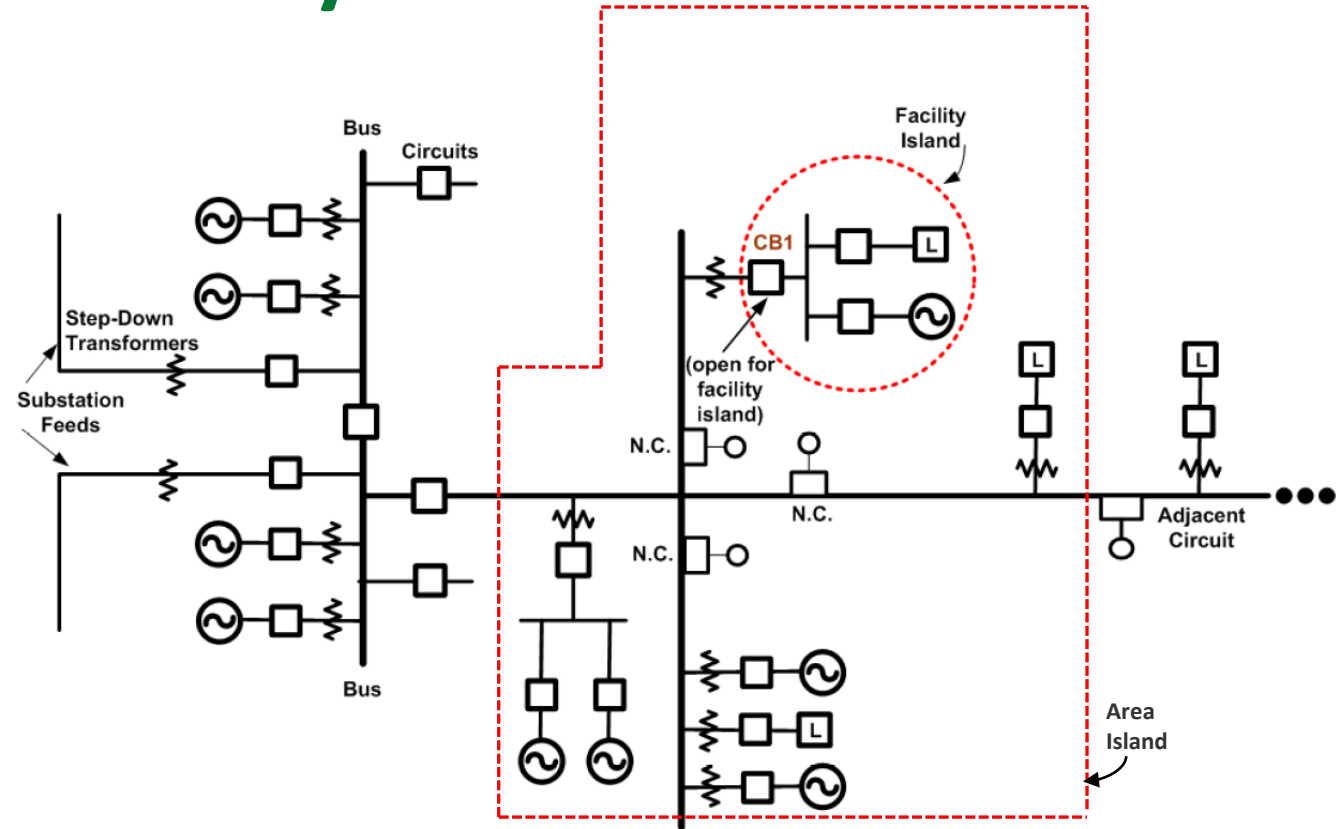 Bus
Circuits
Facility
Island
CB1
L
Step-Down
Transformers
(open for
facility
island)
L
L
Substation
Feeds
N.C.
N.C.
Adjacent
Circuit
N.C.
Bus
L
Area
Island